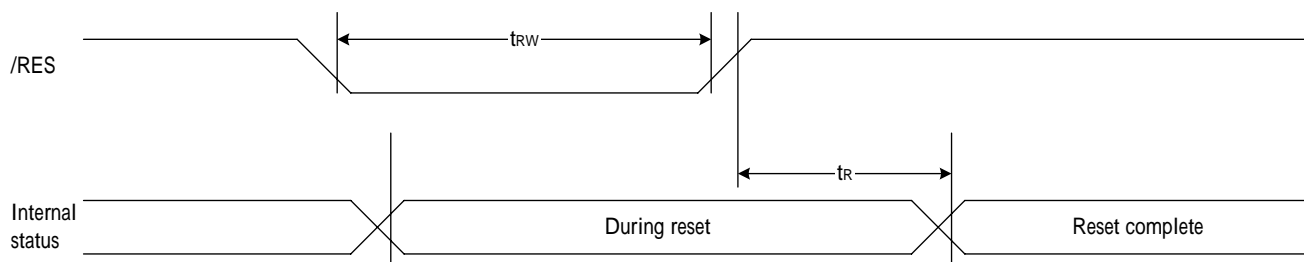 tRW
/RES
tR
Internal
status
During reset
Reset complete